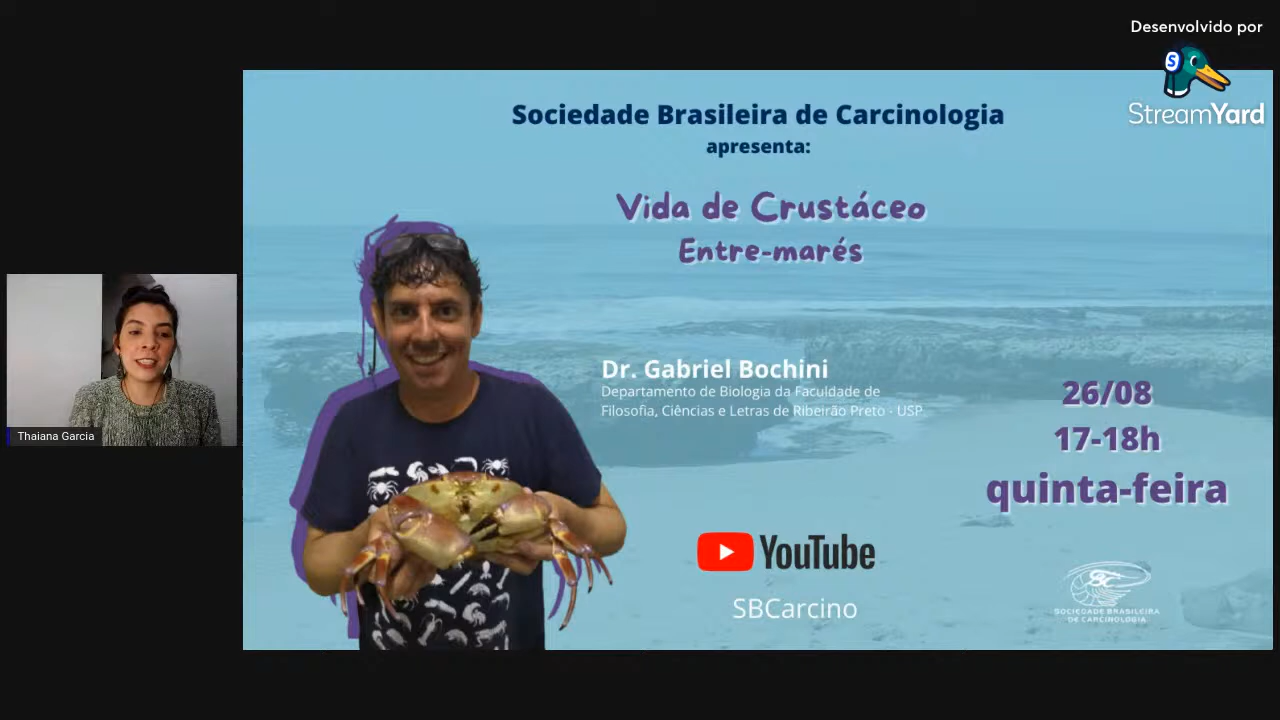 Desenvolvido por
StreamYard
Sociedade Brasileira de Carcinologia
apresenta:
Vida de Crustáceo
Entre-marés
Dr. Gabriel Bochini
Departamento de Biologia da Faculdade de
Filosofia, Ciências e Letras de Ribeirão Preto - USP
26/08
17-18h
quinta-feira
Thaiana Garcia
YouTube
SBCarcino
SBC
SOCIEDADE BRASILEIRA
DE CARCINOLOGIA